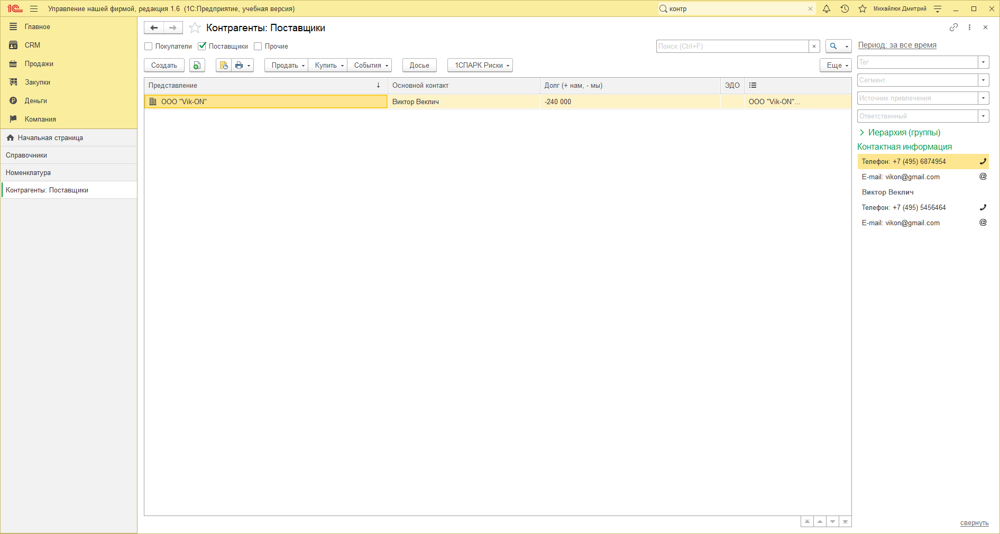 1С Управление нашей фирмой, редакция 1.6 (1С:Предприятие, учебная версия) контр Михайлюк Дмитрий
Главное
CRM
Продажи
Закупки
Деньги
Компания
Начальная страница
Справочники
Номенклатура
Контрагенты: Поставщики
Контрагенты: Поставщики
Покупатели Поставщики Прочие Поиск (Ctrl+F)
Создать Продать Купить События Досье 1СПАРК Риски Еще
Представление Основной контакт Долг (+ нам, - мы) ЭДО
ООО "Vik-ON" Виктор Веклич -240 000 ООО "Vik-ON"...
Период: за все время
Тег
Сегмент
Источник привлечения
Ответственный
Иерархия (группы)
Контактная информация
Телефон: +7 (495) 6874954
E-mail: vikon@gmail.com @
Виктор Веклич
Телефон: +7 (495) 5456464
E-mail: vikon@gmail.com @
свернуть